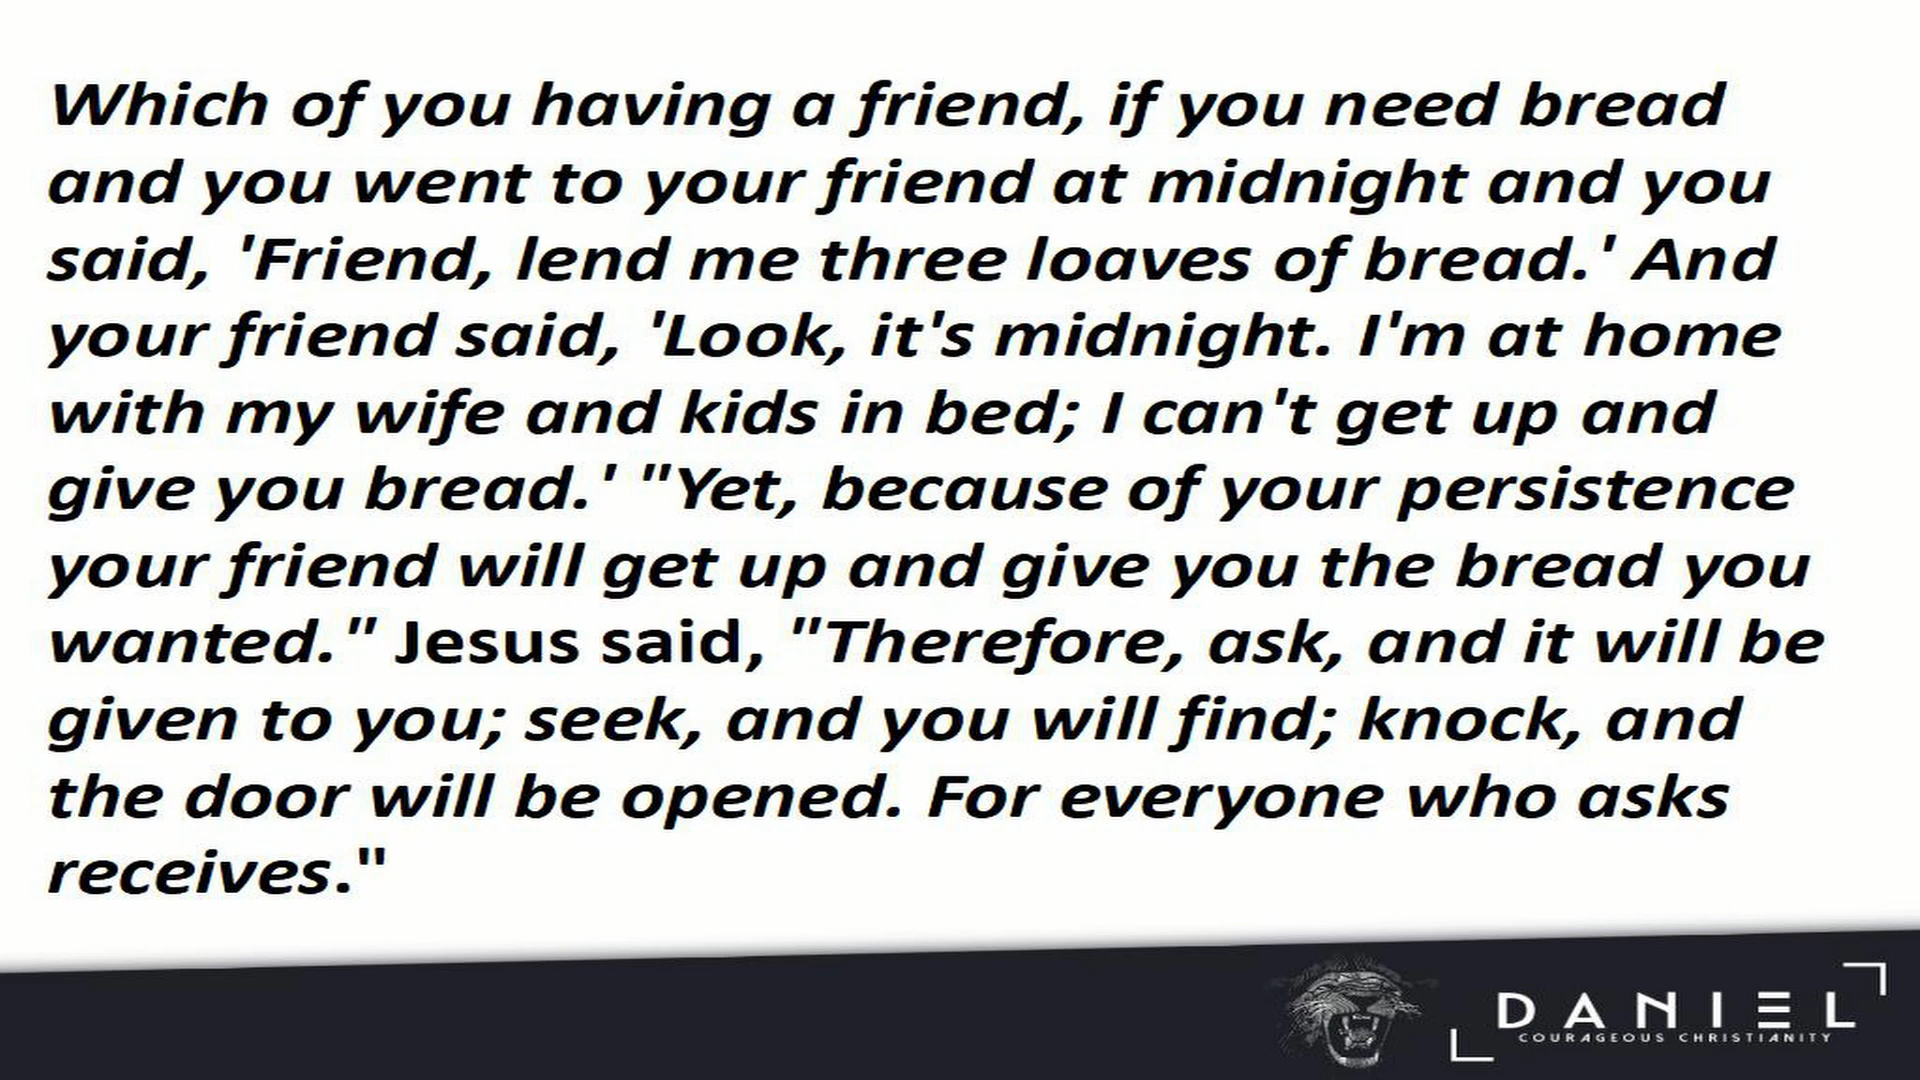 Which of you having a friend, if you need bread
and you went to your friend at midnight and you
said, 'Friend, lend me three loaves of bread.' And
your friend said, 'Look, it's midnight. I'm at home
with my wife and kids in bed; I can't get up and
give you bread.' "Yet, because of your persistence
your friend will get up and give you the bread you
wanted." Jesus said, "Therefore, ask, and it will be
given to you; seek, and you will find; knock, and
the door will be opened. For everyone who asks
receives."
DANIEL
COURAGEOUS CHRISTIANITY